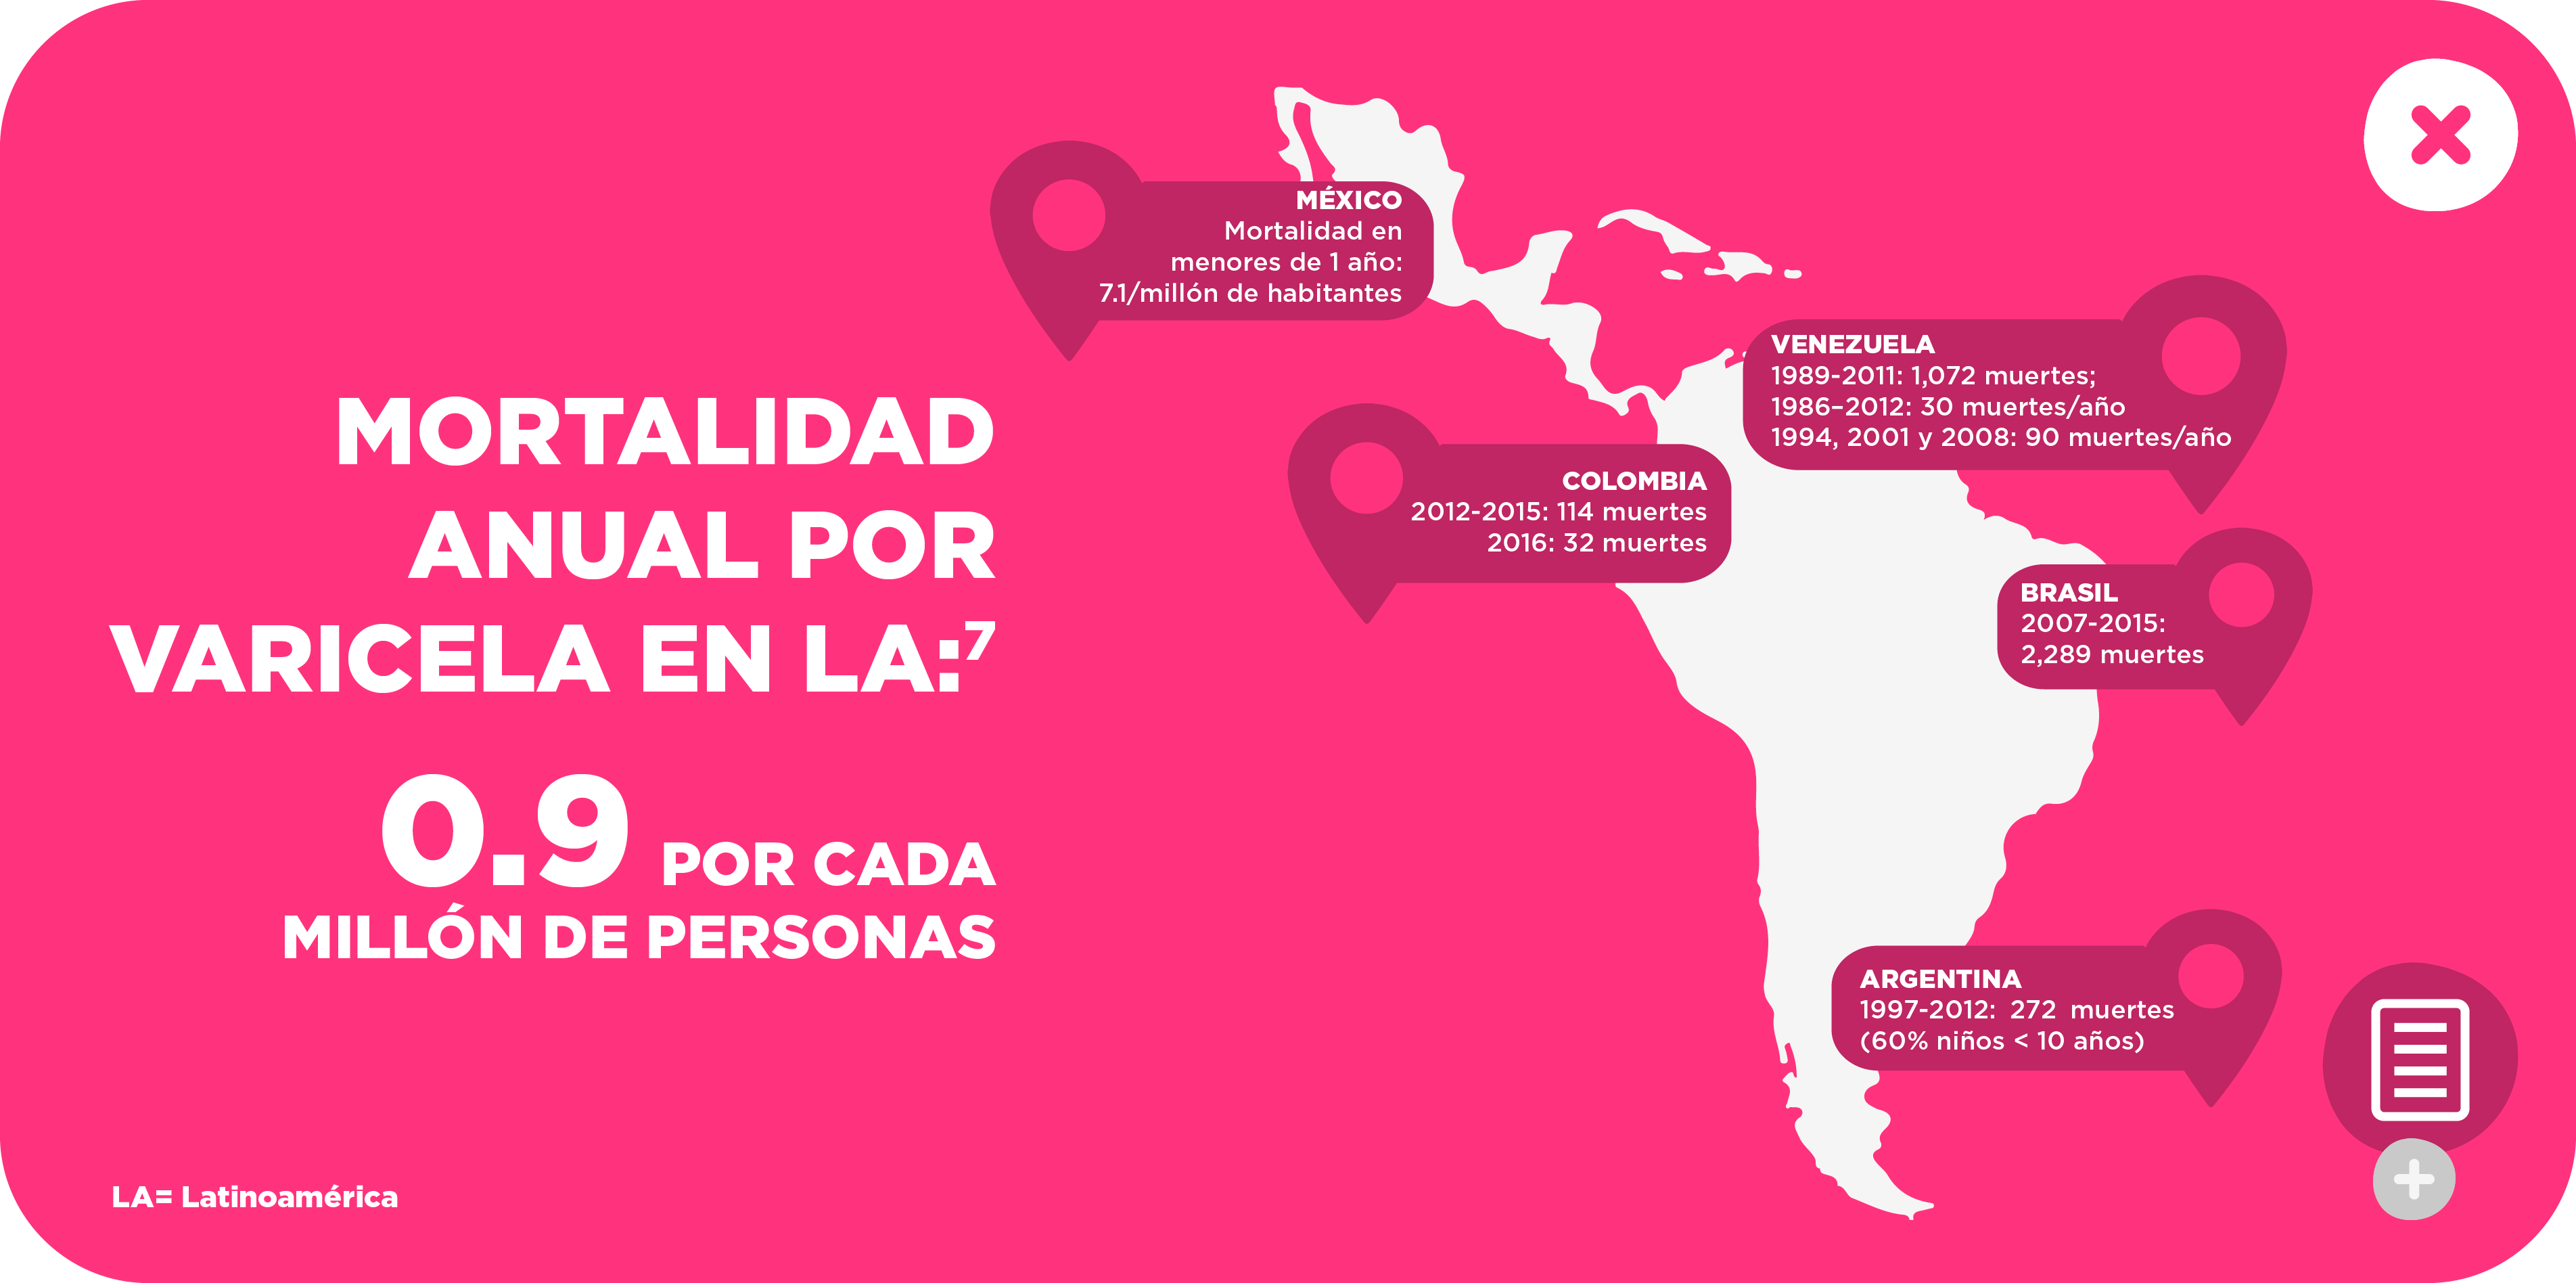 MORTALIDAD
ANUAL POR
VARICELA EN LA:⁷
0.9 POR CADA
MILLÓN DE PERSONAS
LA= Latinoamérica
MÉXICO
Mortalidad en
menores de 1 año:
7.1/millón de habitantes
VENEZUELA
1989-2011: 1,072 muertes;
1986–2012: 30 muertes/año
1994, 2001 y 2008: 90 muertes/año
COLOMBIA
2012-2015: 114 muertes
2016: 32 muertes
BRASIL
2007-2015:
2,289 muertes
ARGENTINA
1997-2012: 272 muertes
(60% niños < 10 años)